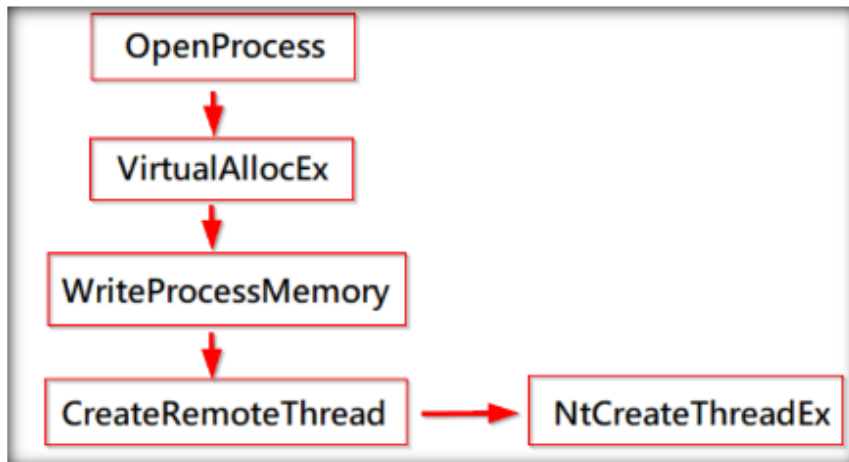 OpenProcess
VirtualAllocEx
WriteProcessMemory
CreateRemoteThread
NtCreateThreadEx